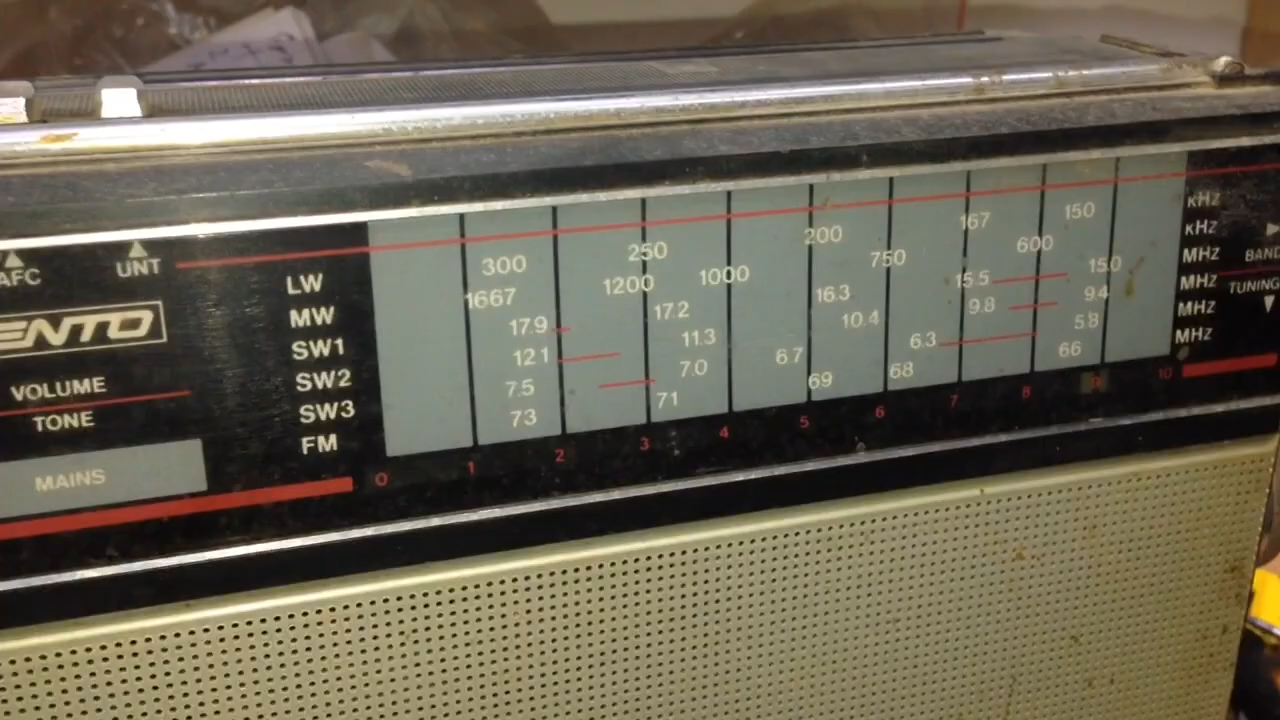 AFC UNT
ENTO
VOLUME
TONE
MAINS
LW 300 250 200 167 150 kHz
MW 1667 1200 1000 750 600 kHz
SW1 17.9 17.2 16.3 15.5 15.0 MHz
SW2 12.1 11.3 10.4 9.8 9.4 MHz
SW3 7.5 7.0 6.7 6.3 5.8 MHz
FM 73 71 69 68 66 MHz
0 1 2 3 4 5 6 7 8 9 10
BAND
TUNING